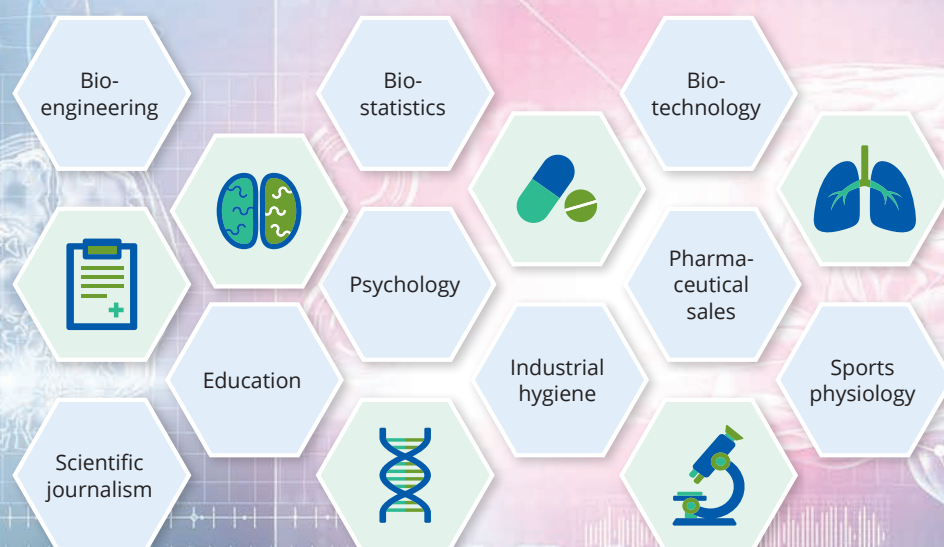 Bio-
engineering
Bio-
statistics
Bio-
technology
Psychology
Pharma-
ceutical
sales
Education
Industrial
hygiene
Sports
physiology
Scientific
journalism